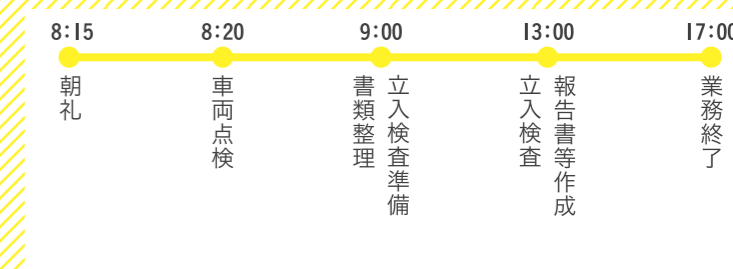 8:15
朝礼
8:20
車両点検
9:00
立入検査準備
書類整理
13:00
報告書等作成
立入検査
17:00
業務終了